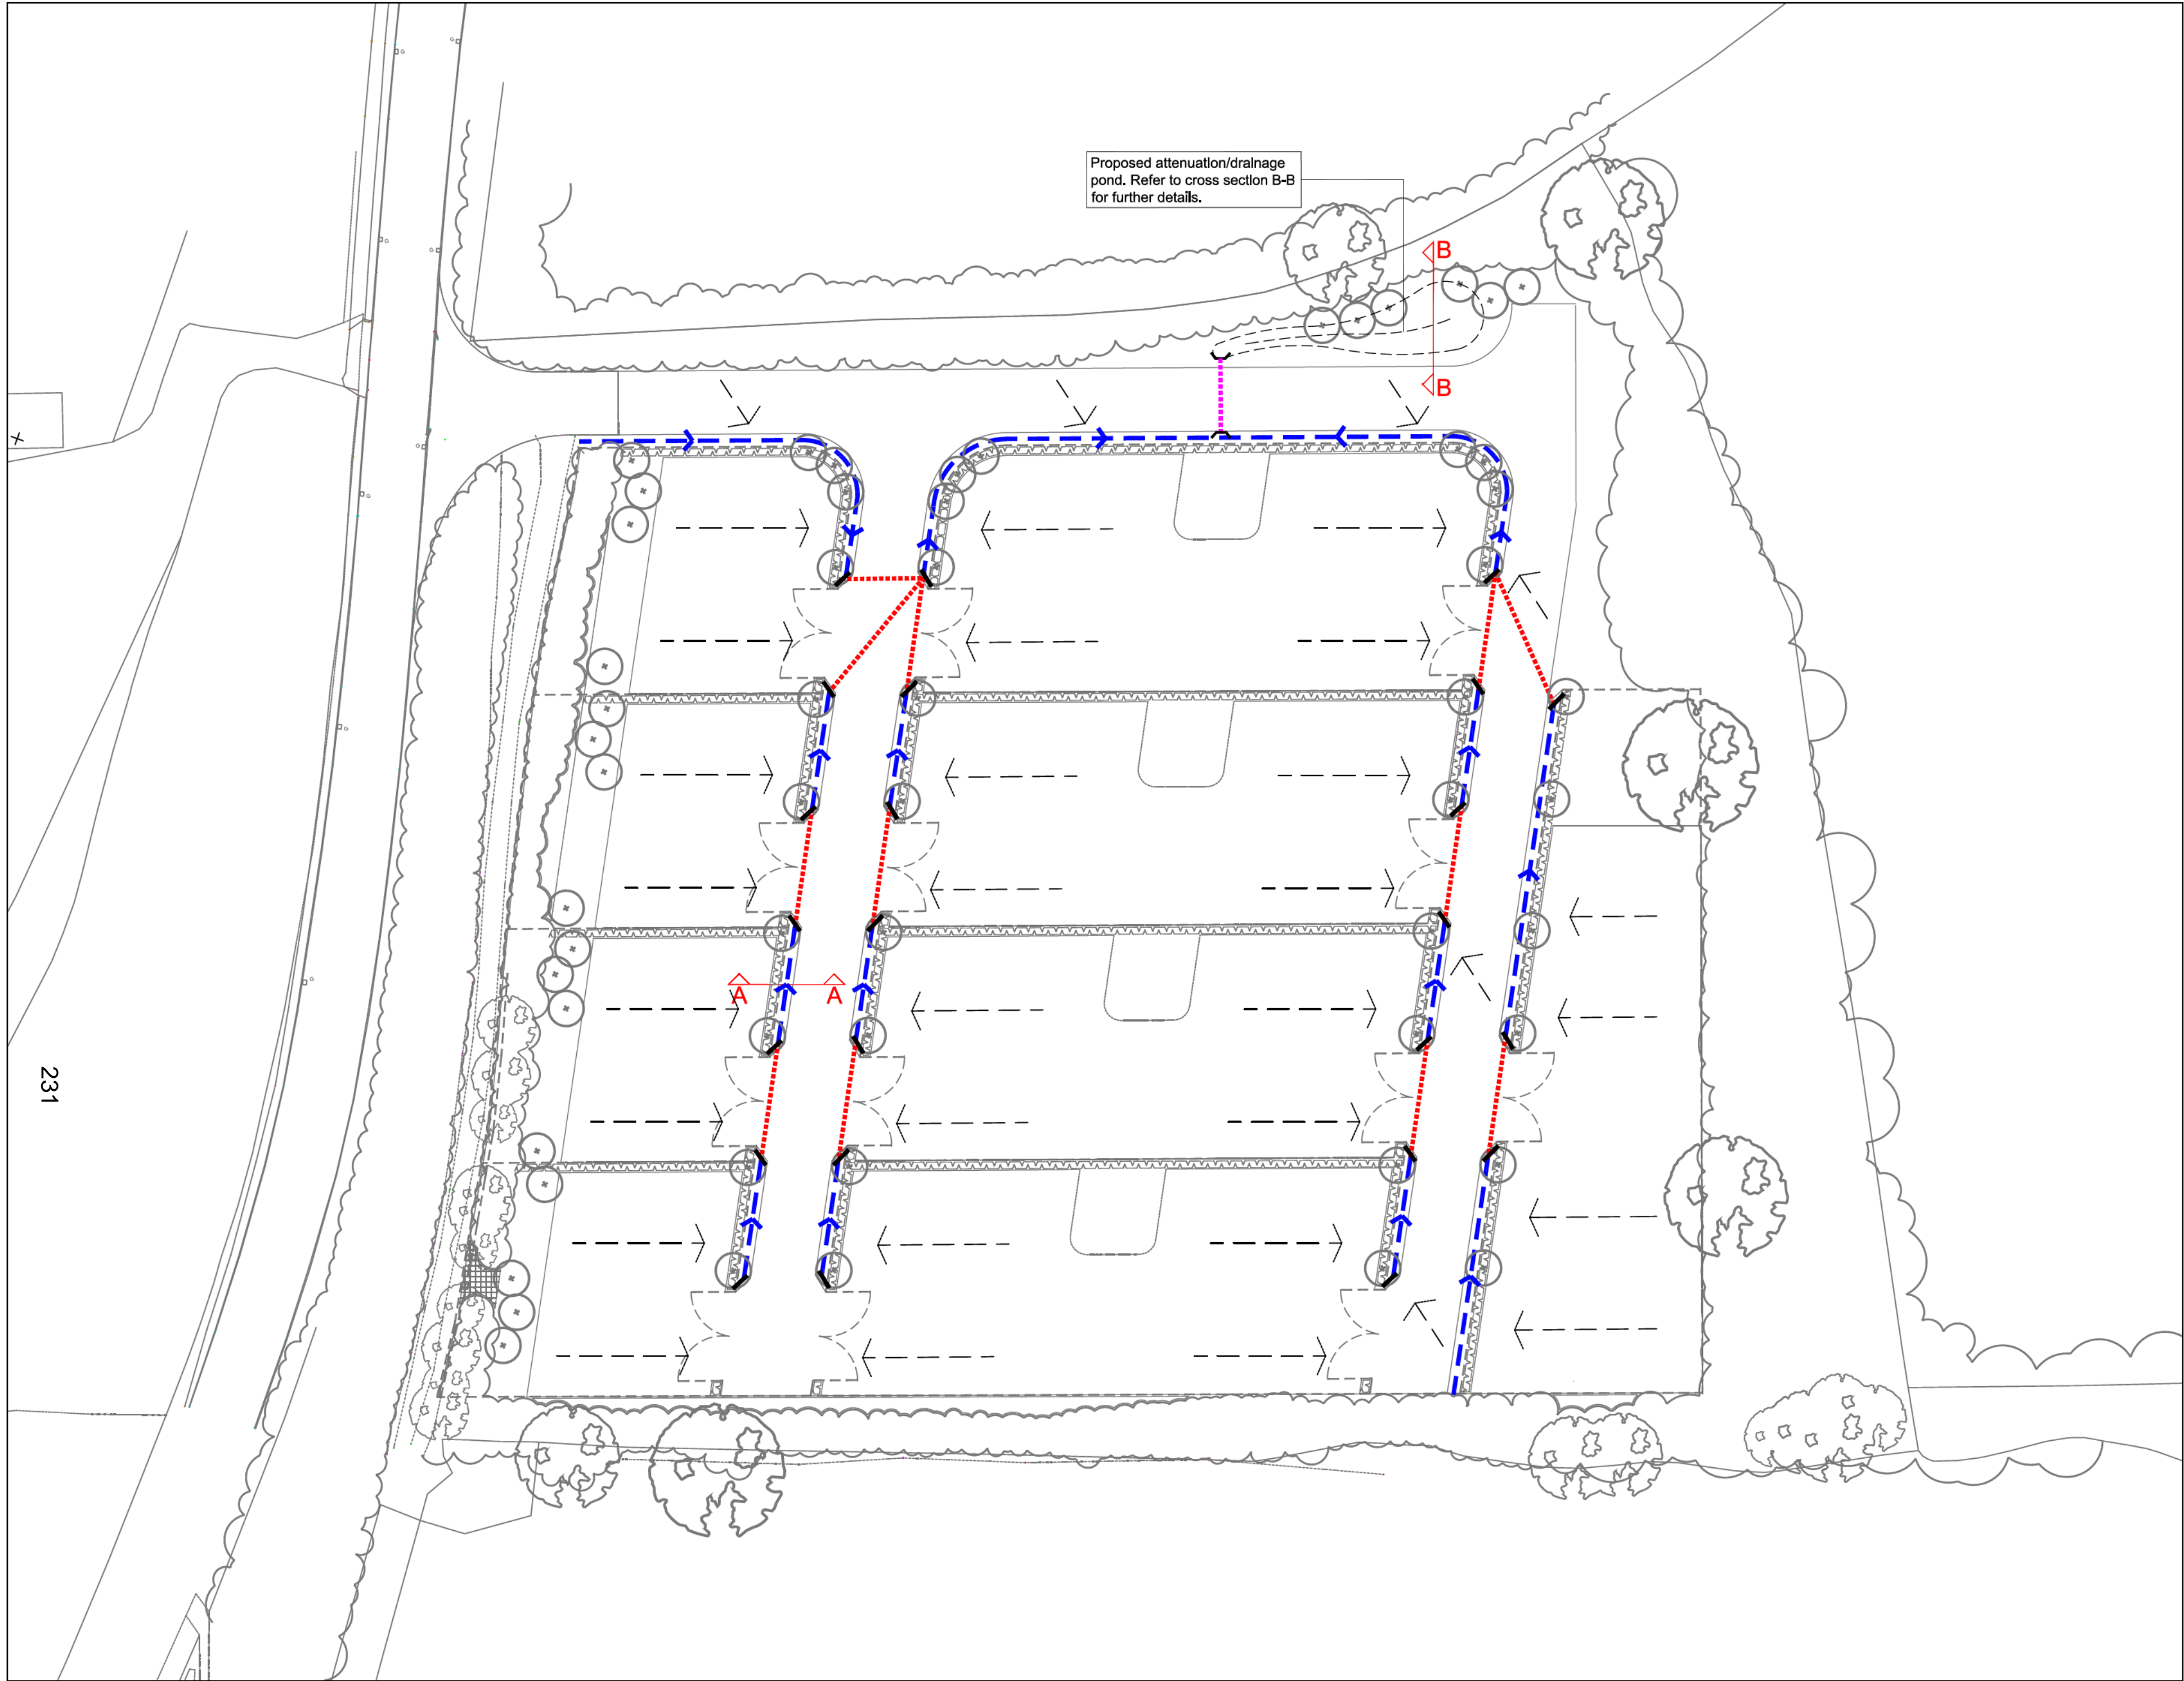 Proposed attenuation/drainage
pond. Refer to cross section B-B
for further details.
B
B
A
A
231